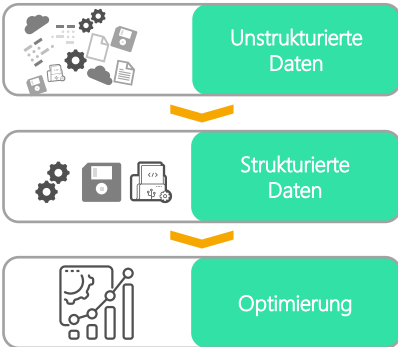 Unstrukturierte
Daten
Strukturierte
Daten
Optimierung